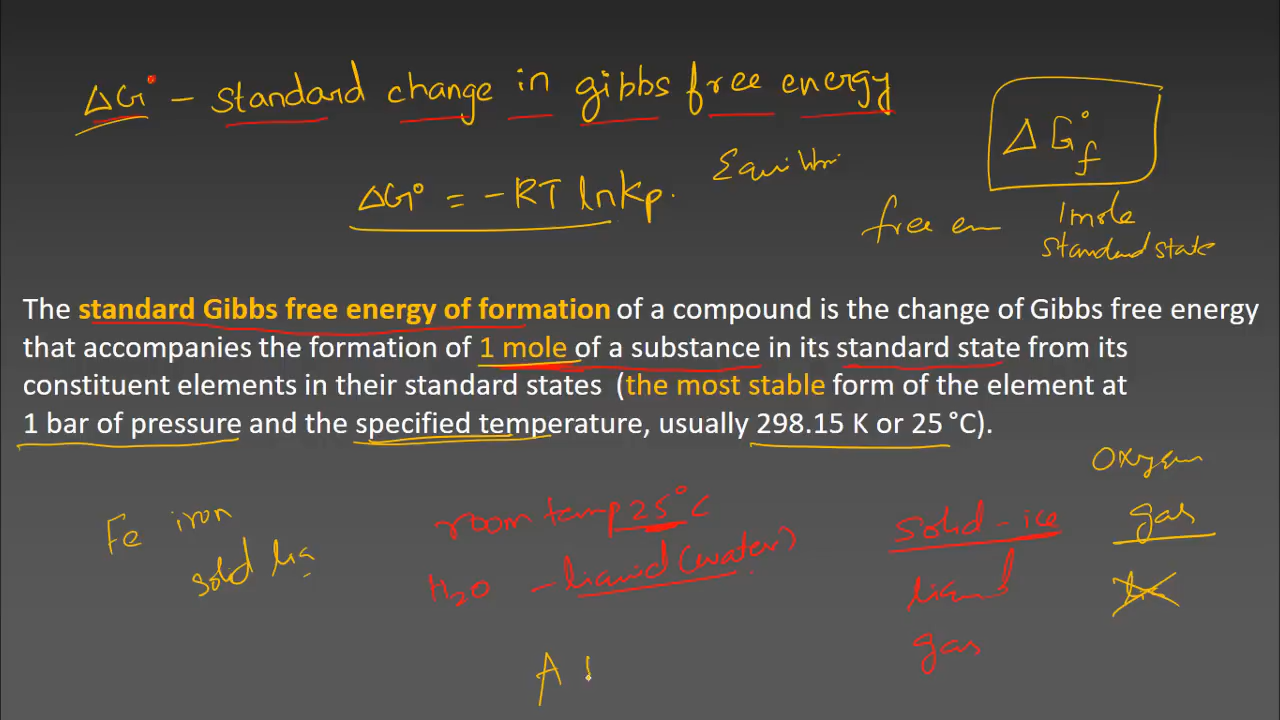 ΔG° – standard change in gibbs free energy
ΔG°f
ΔG° = -RT lnKp.
Equilibri
free en
1mole
standard state
The standard Gibbs free energy of formation of a compound is the change of Gibbs free energy
that accompanies the formation of 1 mole of a substance in its standard state from its
constituent elements in their standard states (the most stable form of the element at
1 bar of pressure and the specified temperature, usually 298.15 K or 25 °C).
Oxygen
gas
Fe iron
solid liq
room temp 25°C
H2O - liquid (water)
solid - ice
liquid
gas
A